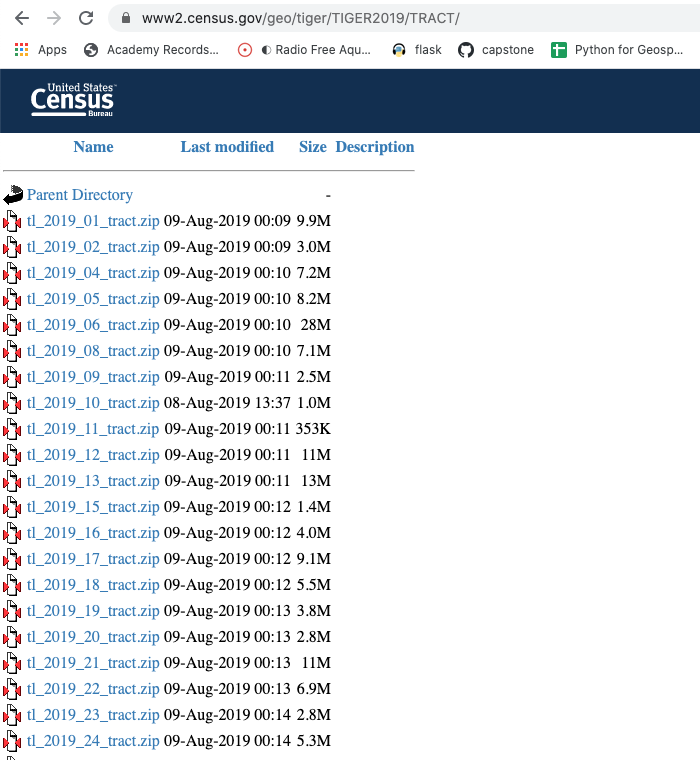 www2.census.gov/geo/tiger/TIGER2019/TRACT/
Apps Academy Records... Radio Free Aqu... flask capstone Python for Geosp...
United States™
Census
Bureau
Name Last modified Size Description
Parent Directory -
tl_2019_01_tract.zip 09-Aug-2019 00:09 9.9M
tl_2019_02_tract.zip 09-Aug-2019 00:09 3.0M
tl_2019_04_tract.zip 09-Aug-2019 00:10 7.2M
tl_2019_05_tract.zip 09-Aug-2019 00:10 8.2M
tl_2019_06_tract.zip 09-Aug-2019 00:10 28M
tl_2019_08_tract.zip 09-Aug-2019 00:10 7.1M
tl_2019_09_tract.zip 09-Aug-2019 00:11 2.5M
tl_2019_10_tract.zip 08-Aug-2019 13:37 1.0M
tl_2019_11_tract.zip 09-Aug-2019 00:11 353K
tl_2019_12_tract.zip 09-Aug-2019 00:11 11M
tl_2019_13_tract.zip 09-Aug-2019 00:11 13M
tl_2019_15_tract.zip 09-Aug-2019 00:12 1.4M
tl_2019_16_tract.zip 09-Aug-2019 00:12 4.0M
tl_2019_17_tract.zip 09-Aug-2019 00:12 9.1M
tl_2019_18_tract.zip 09-Aug-2019 00:12 5.5M
tl_2019_19_tract.zip 09-Aug-2019 00:13 3.8M
tl_2019_20_tract.zip 09-Aug-2019 00:13 2.8M
tl_2019_21_tract.zip 09-Aug-2019 00:13 11M
tl_2019_22_tract.zip 09-Aug-2019 00:13 6.9M
tl_2019_23_tract.zip 09-Aug-2019 00:14 2.8M
tl_2019_24_tract.zip 09-Aug-2019 00:14 5.3M